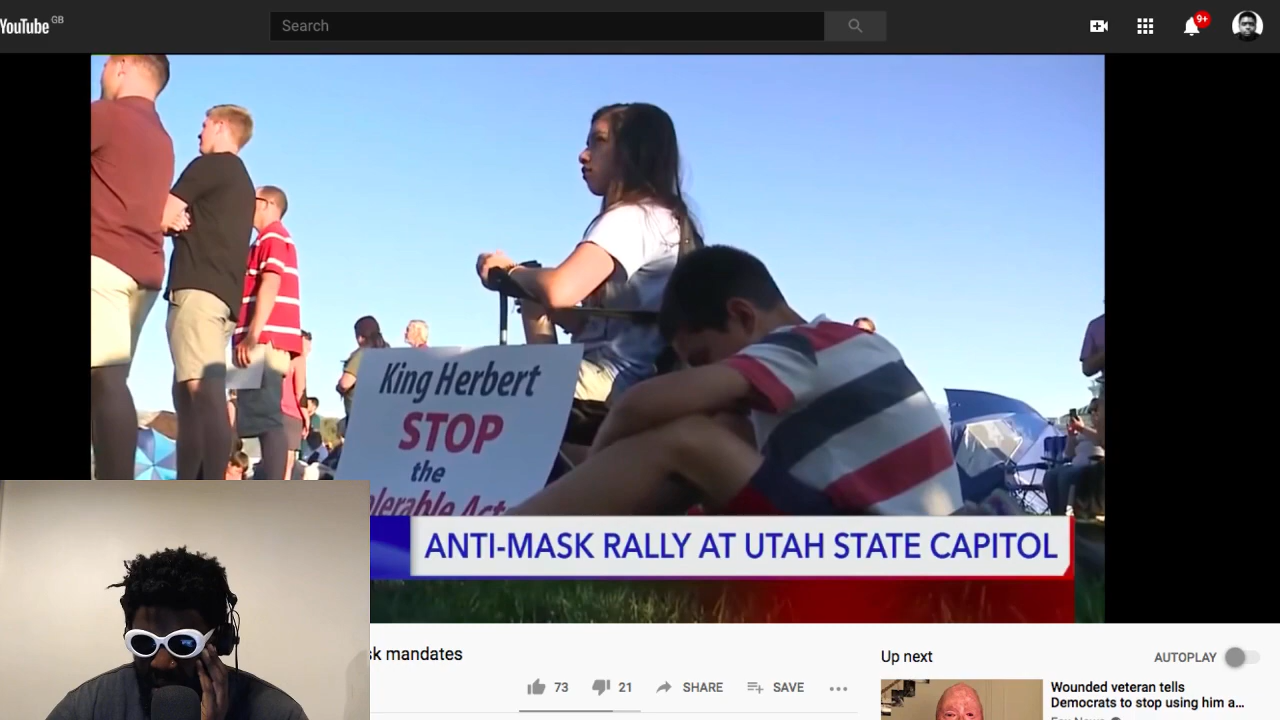 YouTube GB
Search
9+
King Herbert
STOP
the
ANTI-MASK RALLY AT UTAH STATE CAPITOL
mandates
73
21
SHARE
SAVE
Up next
AUTOPLAY
Wounded veteran tells
Democrats to stop using him a...